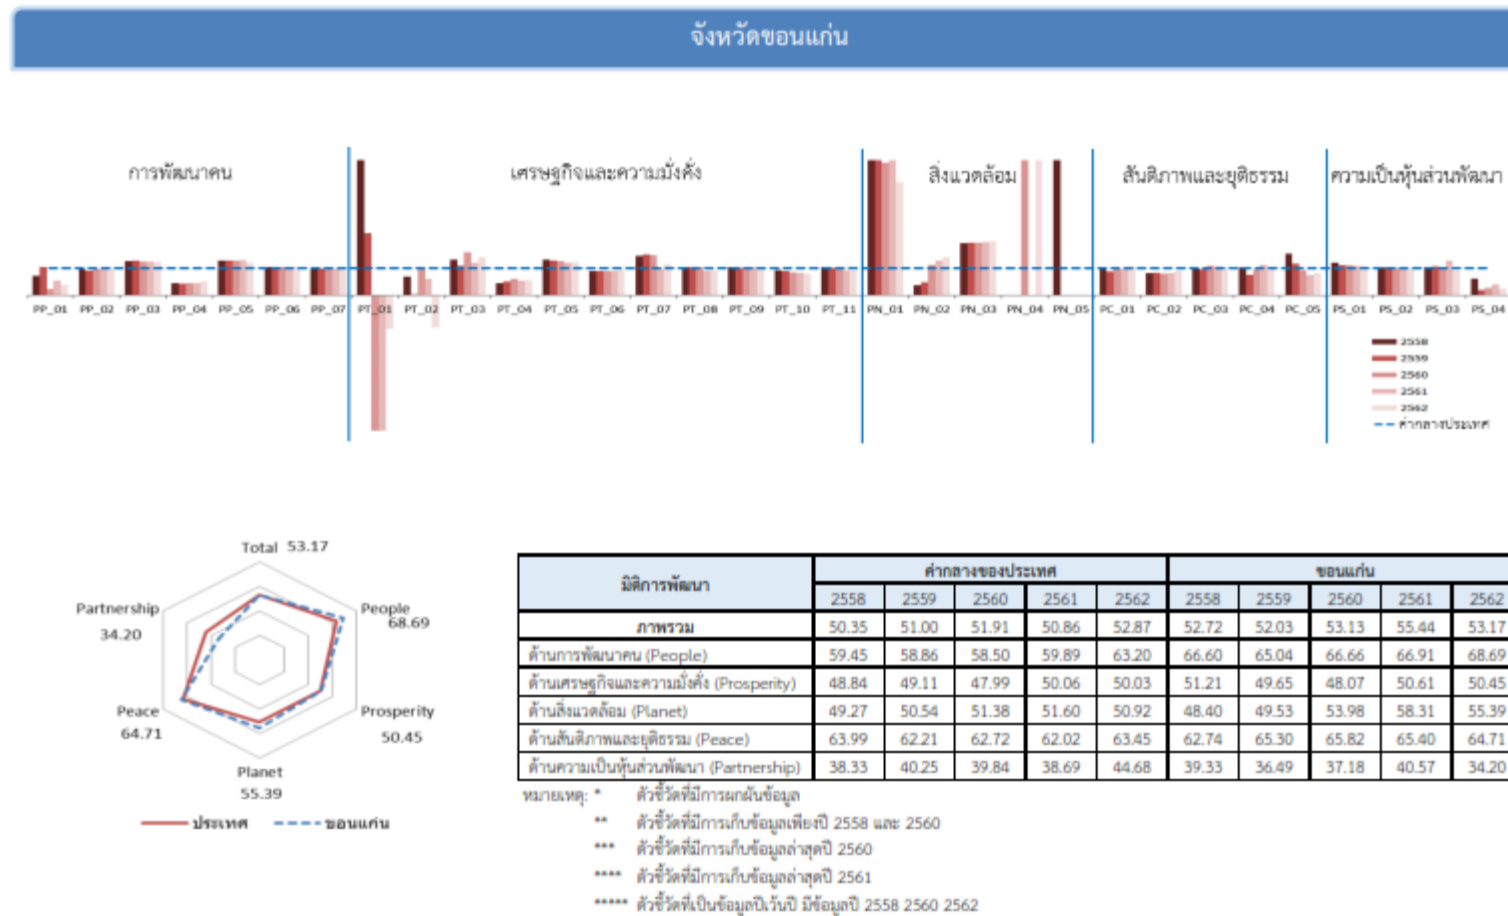 จังหวัดขอนแก่น
การพัฒนาคน เศรษฐกิจและความมั่งคั่ง สิ่งแวดล้อม สันติภาพและยุติธรรม ความเป็นหุ้นส่วนพัฒนา
PP_01 PP_02 PP_03 PP_04 PP_05 PP_06 PP_07 PT_01 PT_02 PT_03 PT_04 PT_05 PT_06 PT_07 PT_08 PT_09 PT_10 PT_11 PN_01 PN_02 PN_03 PN_04 PN_05 PC_01 PC_02 PC_03 PC_04 PC_05 PS_01 PS_02 PS_03 PS_04
2558
2559
2560
2561
2562
ค่ากลางประเทศ
Total 53.17
Partnership 34.20
People 68.69
Peace 64.71
Prosperity 50.45
Planet 55.39
ประเทศ ขอนแก่น
มิติการพัฒนา ค่ากลางของประเทศ ขอนแก่น
2558 2559 2560 2561 2562 2558 2559 2560 2561 2562
ภาพรวม 50.35 51.00 51.91 50.86 52.87 52.72 52.03 53.13 55.44 53.17
ด้านการพัฒนาคน (People) 59.45 58.86 58.50 59.89 63.20 66.60 65.04 66.66 66.91 68.69
ด้านเศรษฐกิจและความมั่งคั่ง (Prosperity) 48.84 49.11 47.99 50.06 50.03 51.21 49.65 48.07 50.61 50.45
ด้านสิ่งแวดล้อม (Planet) 49.27 50.54 51.38 51.60 50.92 48.40 49.53 53.98 58.31 55.39
ด้านสันติภาพและยุติธรรม (Peace) 63.99 62.21 62.72 62.02 63.45 62.74 65.30 65.82 65.40 64.71
ด้านความเป็นหุ้นส่วนพัฒนา (Partnership) 38.33 40.25 39.84 38.69 44.68 39.33 36.49 37.18 40.57 34.20
หมายเหตุ: * ตัวชี้วัดที่มีการผกผันข้อมูล
** ตัวชี้วัดที่มีการเก็บข้อมูลเพียงปี 2558 และ 2560
*** ตัวชี้วัดที่มีการเก็บข้อมูลล่าสุดปี 2560
**** ตัวชี้วัดที่มีการเก็บข้อมูลล่าสุดปี 2561
***** ตัวชี้วัดที่เป็นข้อมูลปีเว้นปี มีข้อมูลปี 2558 2560 2562